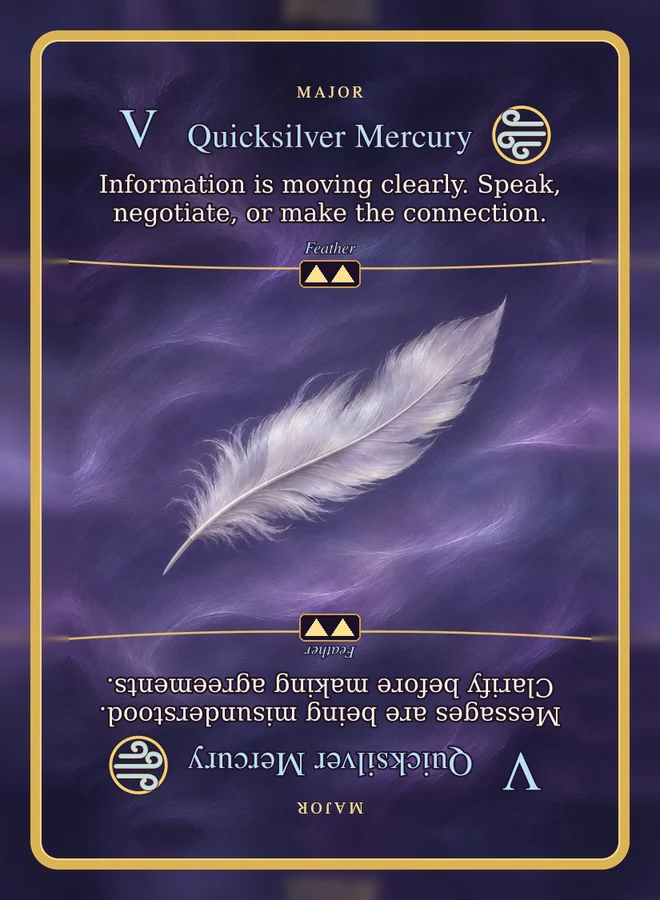 MAJOR
V Quicksilver Mercury
Information is moving clearly. Speak,
negotiate, or make the connection.
Feather
Feather
Clarify before making agreements.
Messages are being misunderstood.
V Quicksilver Mercury
MAJOR